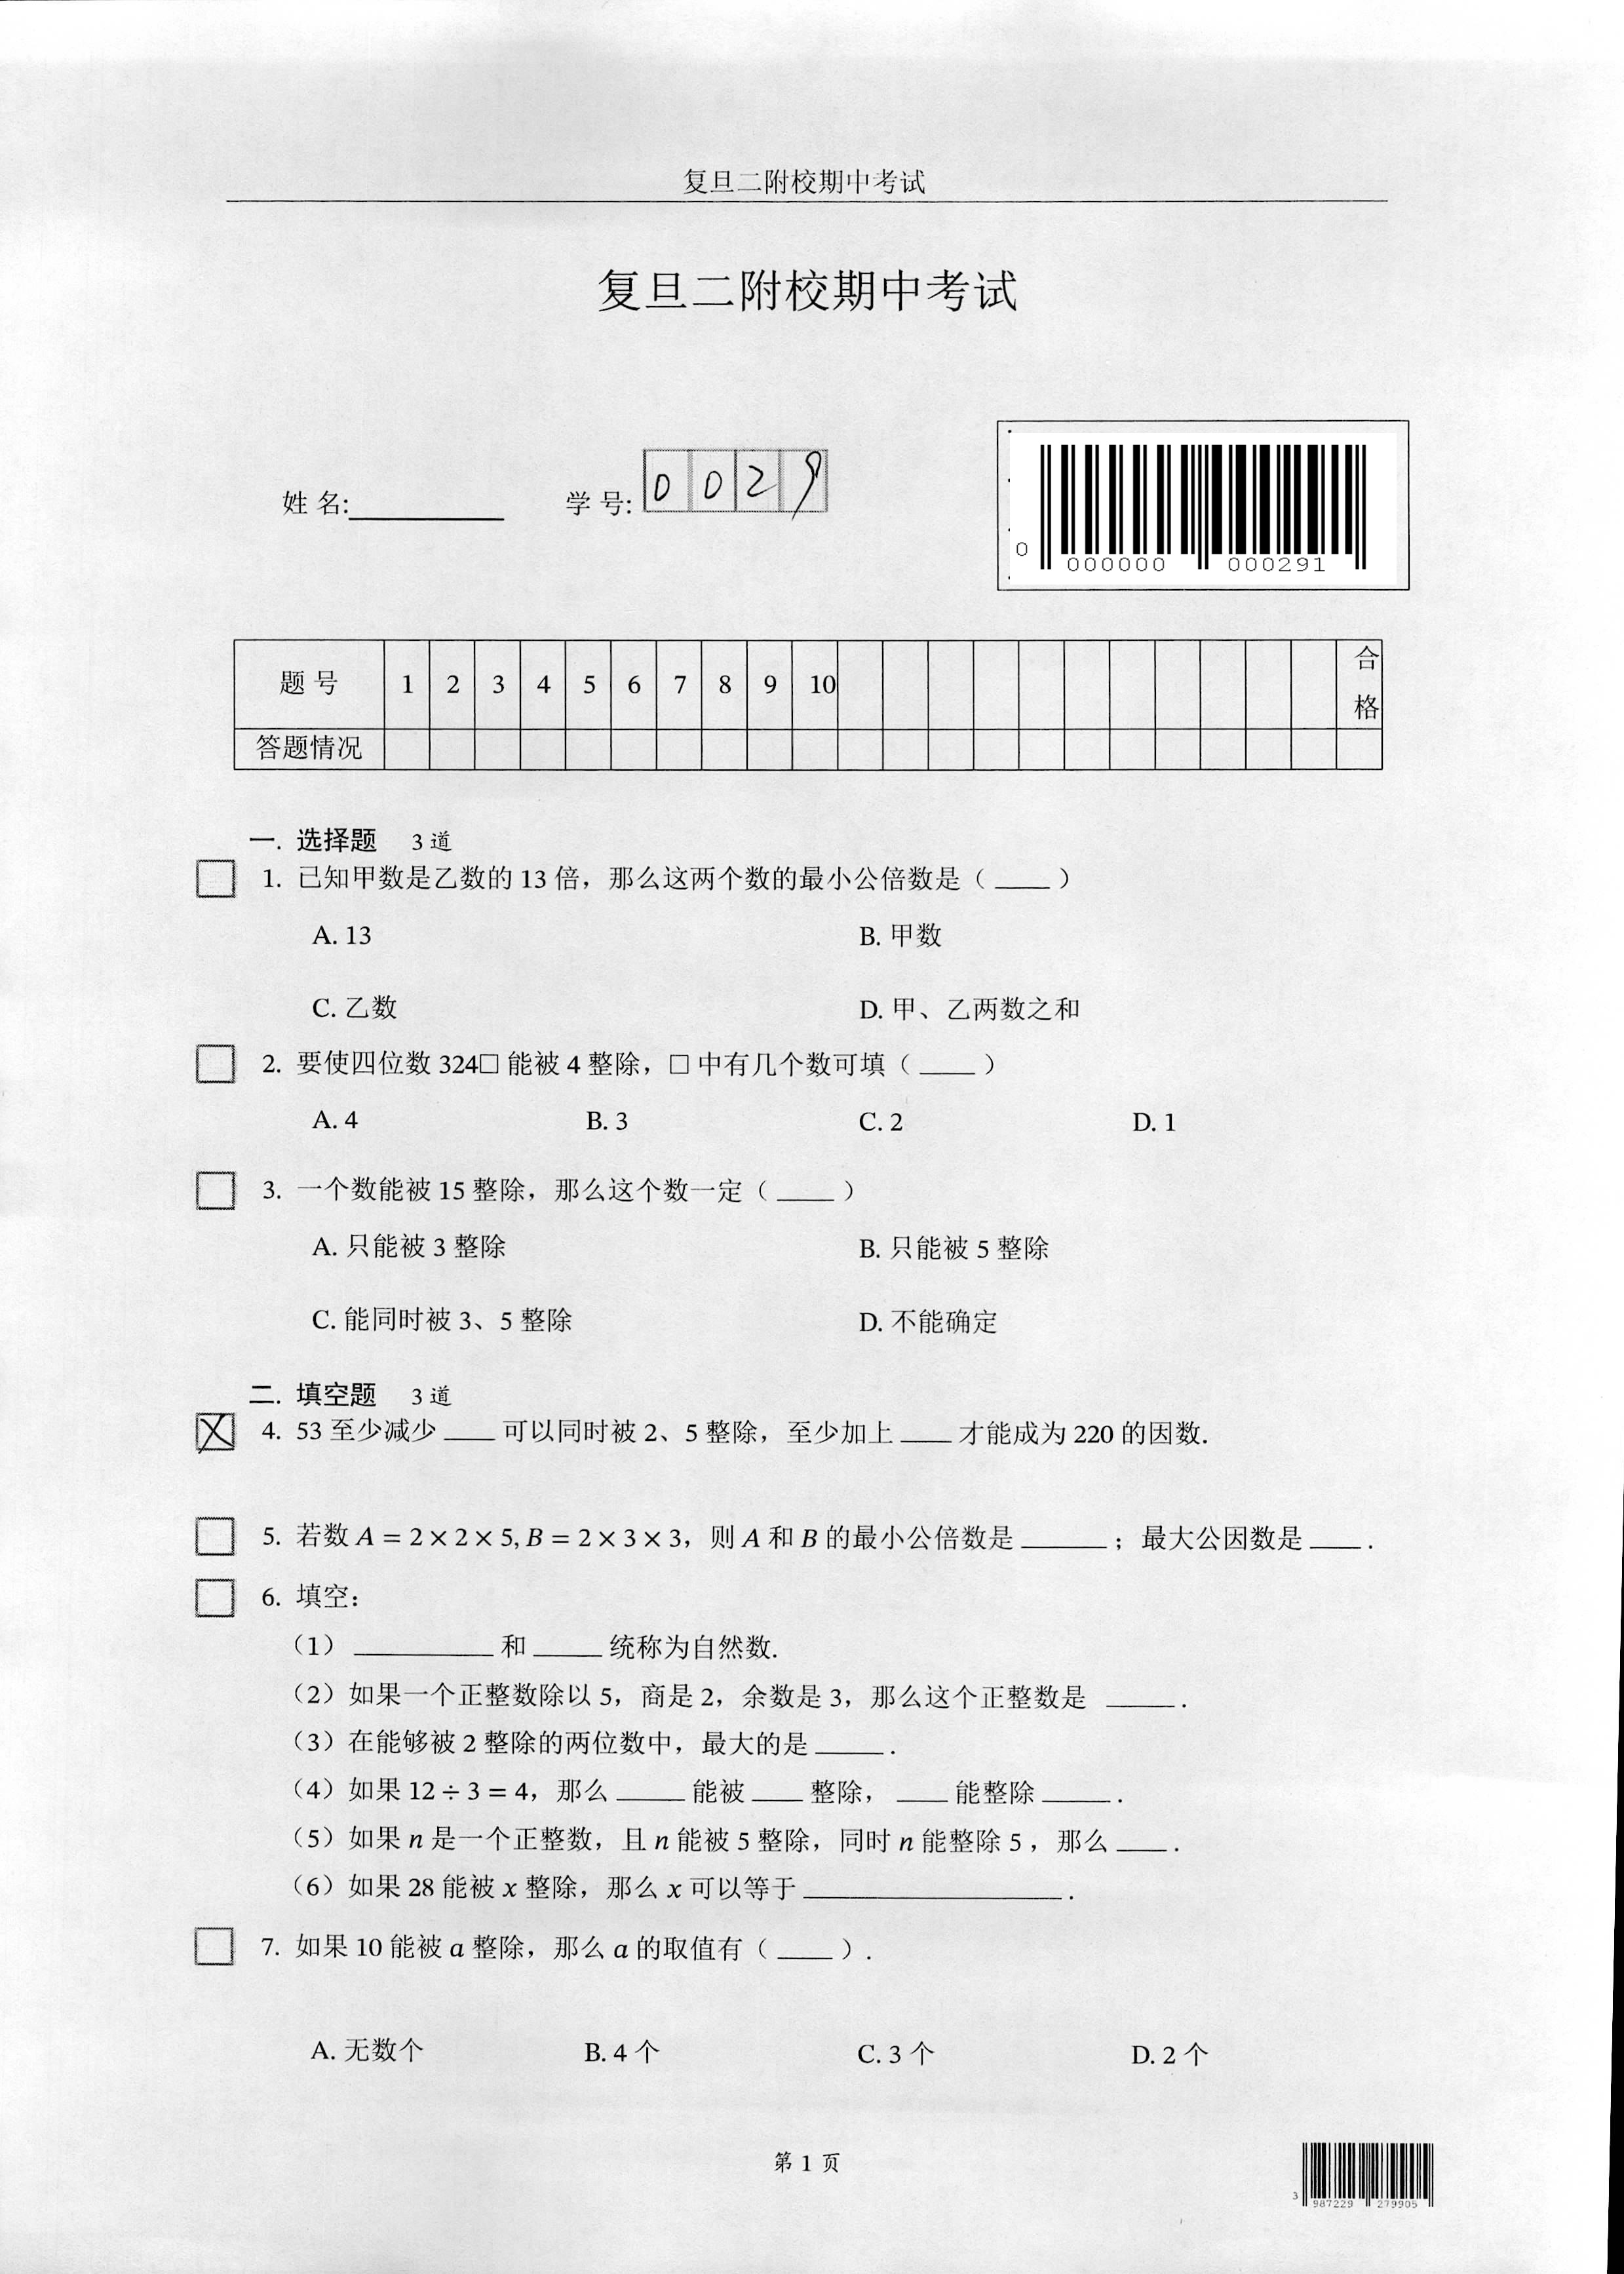 复旦二附校期中考试
复旦二附校期中考试
姓 名:__________ 学 号: 0 0 2 9
0 000000 000291
题 号 1 2 3 4 5 6 7 8 9 10 合格
答题情况
一. 选择题 3 道
1. 已知甲数是乙数的 13 倍，那么这两个数的最小公倍数是（ ____ ）
A. 13 B. 甲数
C. 乙数 D. 甲、乙两数之和
2. 要使四位数 324□ 能被 4 整除，□ 中有几个数可填（ ____ ）
A. 4 B. 3 C. 2 D. 1
3. 一个数能被 15 整除，那么这个数一定（ ____ ）
A. 只能被 3 整除 B. 只能被 5 整除
C. 能同时被 3、5 整除 D. 不能确定
二. 填空题 3 道
4. 53 至少减少 ____ 可以同时被 2、5 整除，至少加上 ____ 才能成为 220 的因数.
5. 若数 A = 2 × 2 × 5, B = 2 × 3 × 3，则 A 和 B 的最小公倍数是 ______ ；最大公因数是 ____ .
6. 填空：
（1）__________ 和 _____ 统称为自然数.
（2）如果一个正整数除以 5，商是 2，余数是 3，那么这个正整数是 _____ .
（3）在能够被 2 整除的两位数中，最大的是 _____ .
（4）如果 12 ÷ 3 = 4，那么 _____ 能被 ____ 整除， ____ 能整除 _____ .
（5）如果 n 是一个正整数，且 n 能被 5 整除，同时 n 能整除 5 ，那么 ____ .
（6）如果 28 能被 x 整除，那么 x 可以等于 __________________ .
7. 如果 10 能被 a 整除，那么 a 的取值有（ ____ ）.
A. 无数个 B. 4 个 C. 3 个 D. 2 个
第 1 页
3 987229 279905